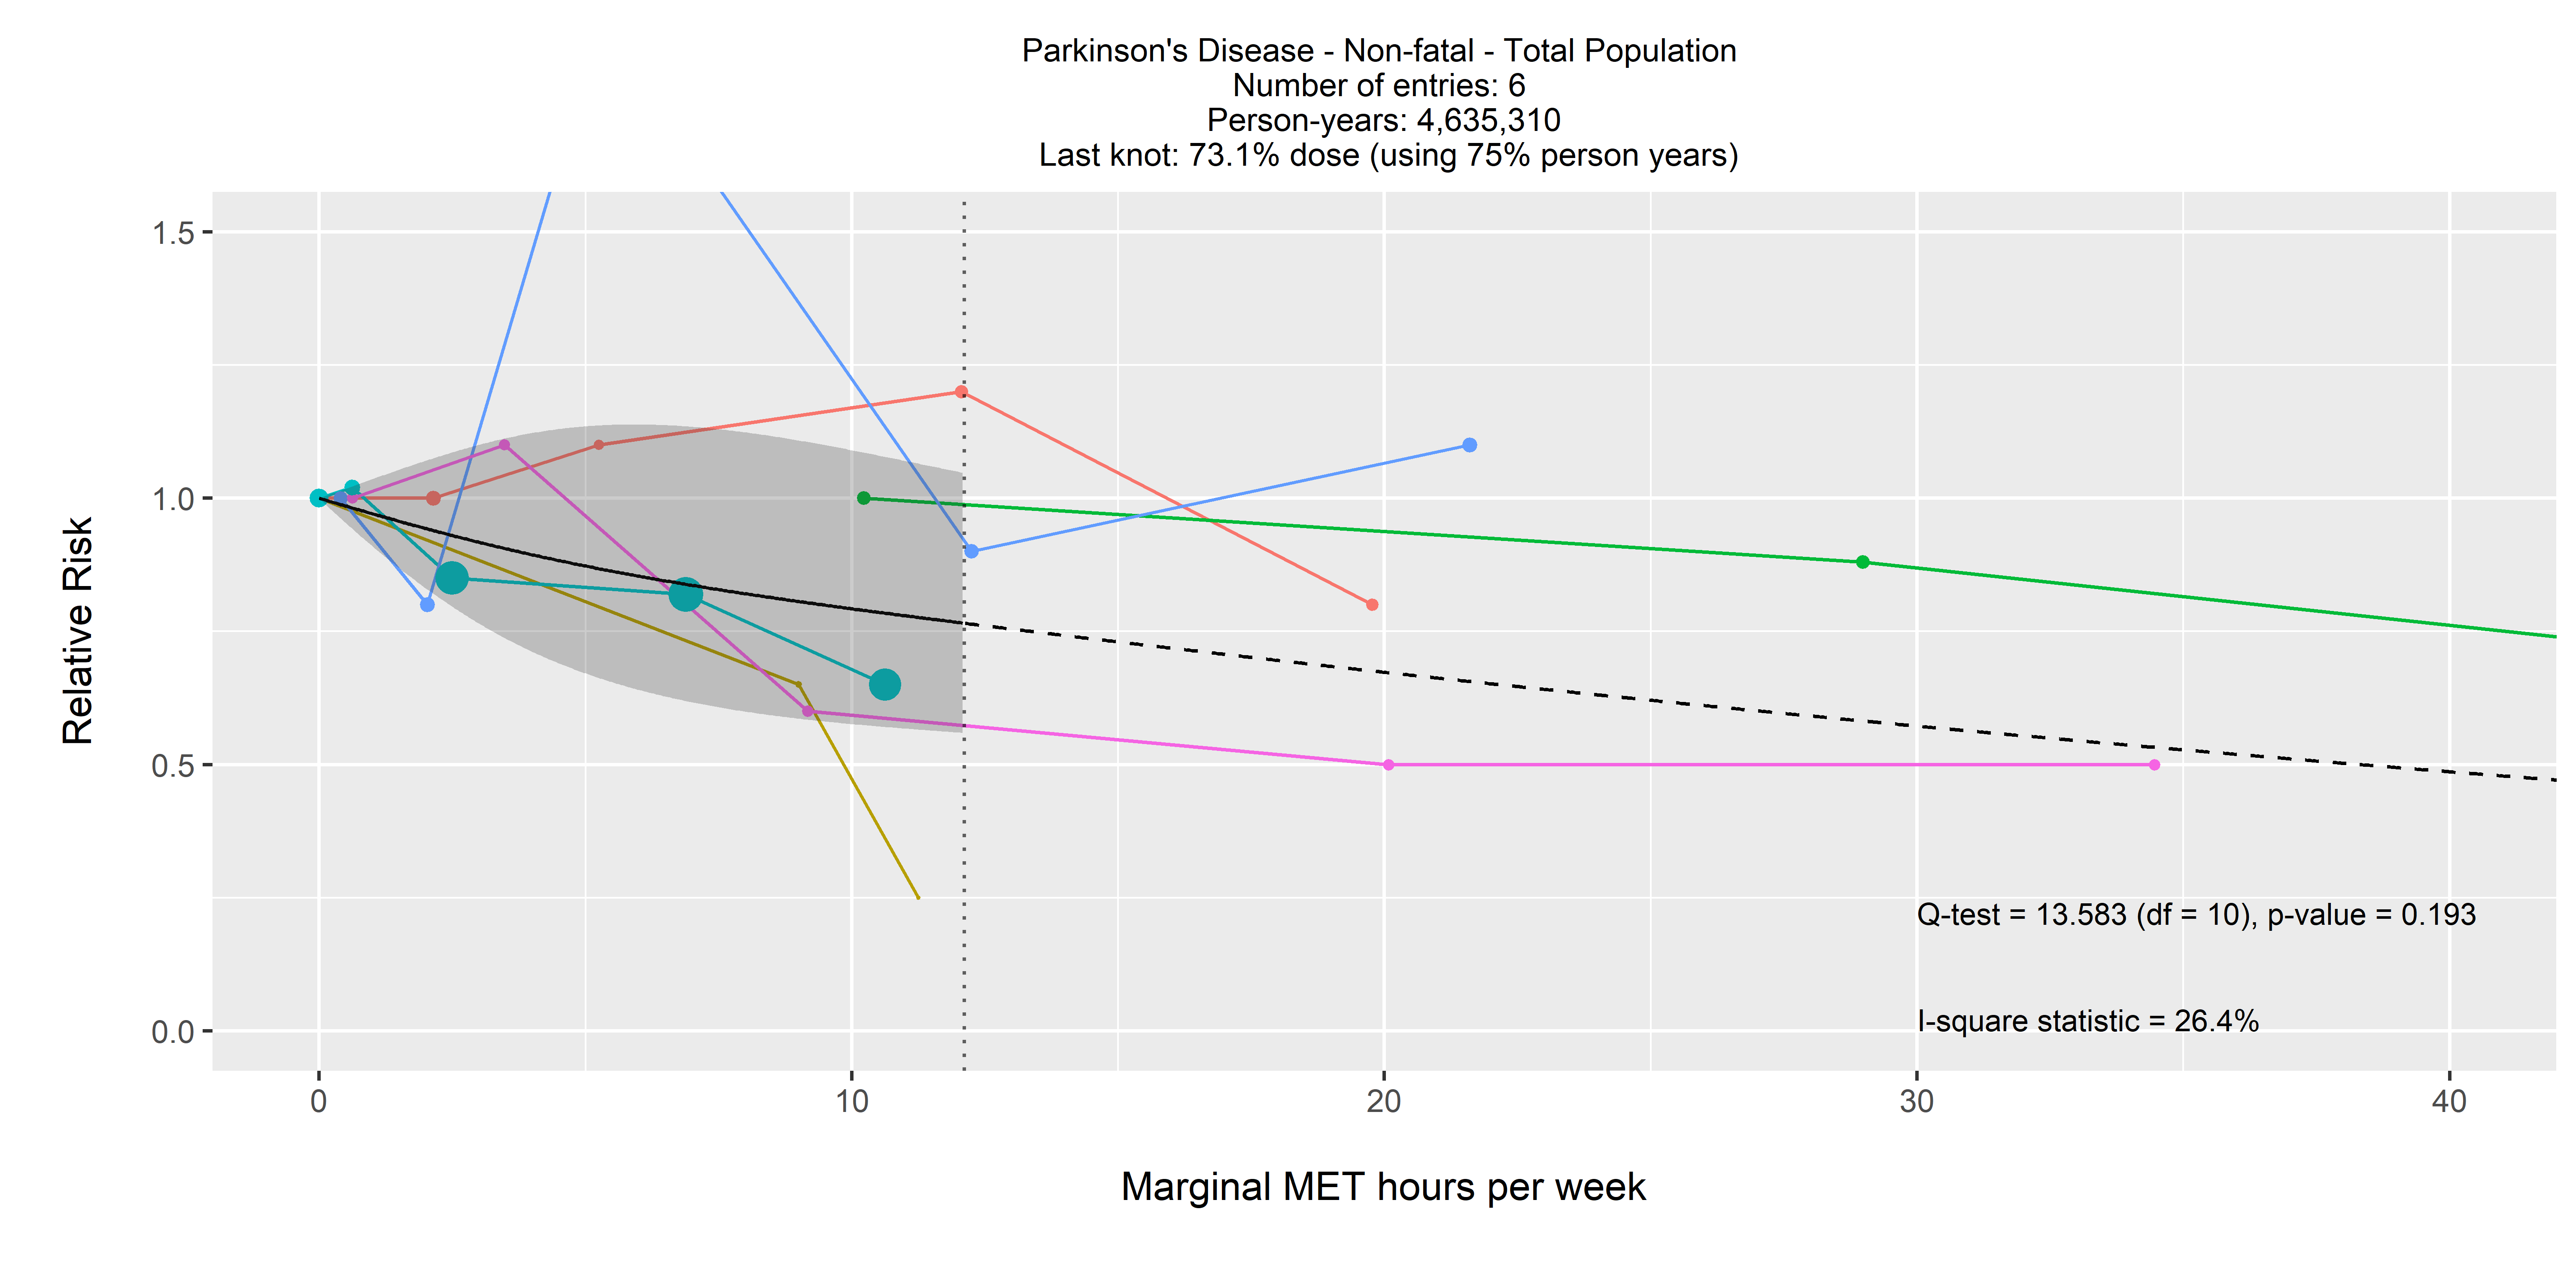 Parkinson's Disease - Non-fatal - Total Population
Number of entries: 6
Person-years: 4,635,310
Last knot: 73.1% dose (using 75% person years)
1.5
1.0
0.5
0.0
Relative Risk
Q-test = 13.583 (df = 10), p-value = 0.193
I-square statistic = 26.4%
0 10 20 30 40
Marginal MET hours per week